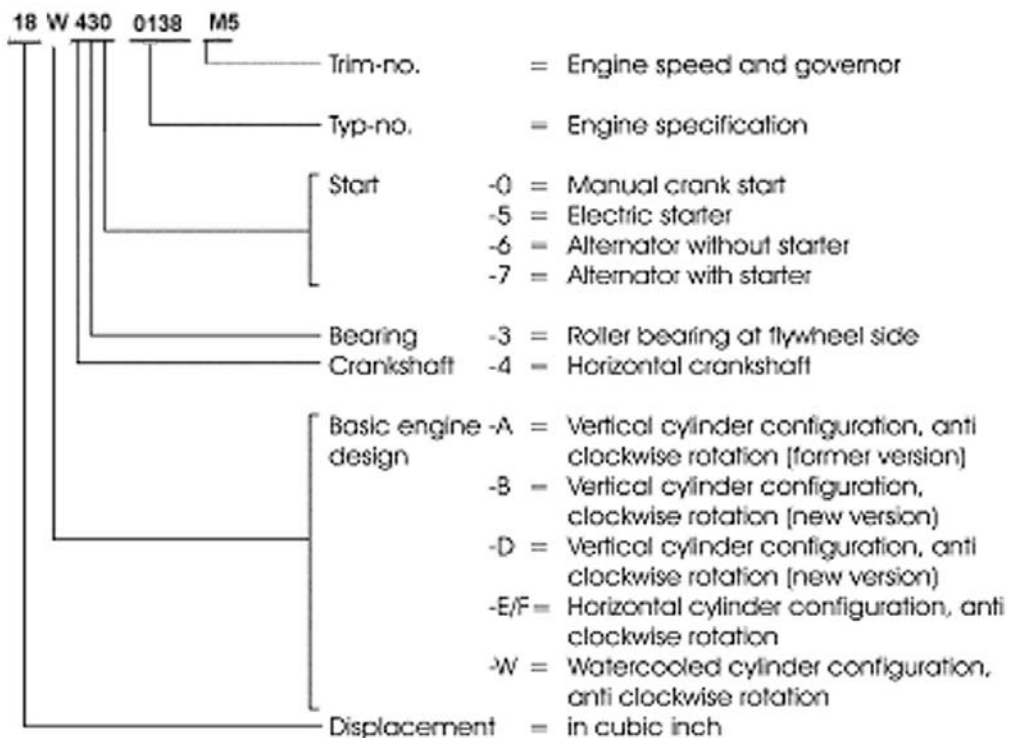 18 W 430 0138 M5
Trim-no. = Engine speed and governor
Typ-no. = Engine specification
Start -0 = Manual crank start
-5 = Electric starter
-6 = Alternator without starter
-7 = Alternator with starter
Bearing -3 = Roller bearing at flywheel side
Crankshaft -4 = Horizontal crankshaft
Basic engine -A = Vertical cylinder configuration, anti
design clockwise rotation (former version)
-B = Vertical cylinder configuration,
clockwise rotation (new version)
-D = Vertical cylinder configuration, anti
clockwise rotation (new version)
-E/F= Horizontal cylinder configuration, anti
clockwise rotation
-W = Watercooled cylinder configuration,
anti clockwise rotation
Displacement = in cubic inch